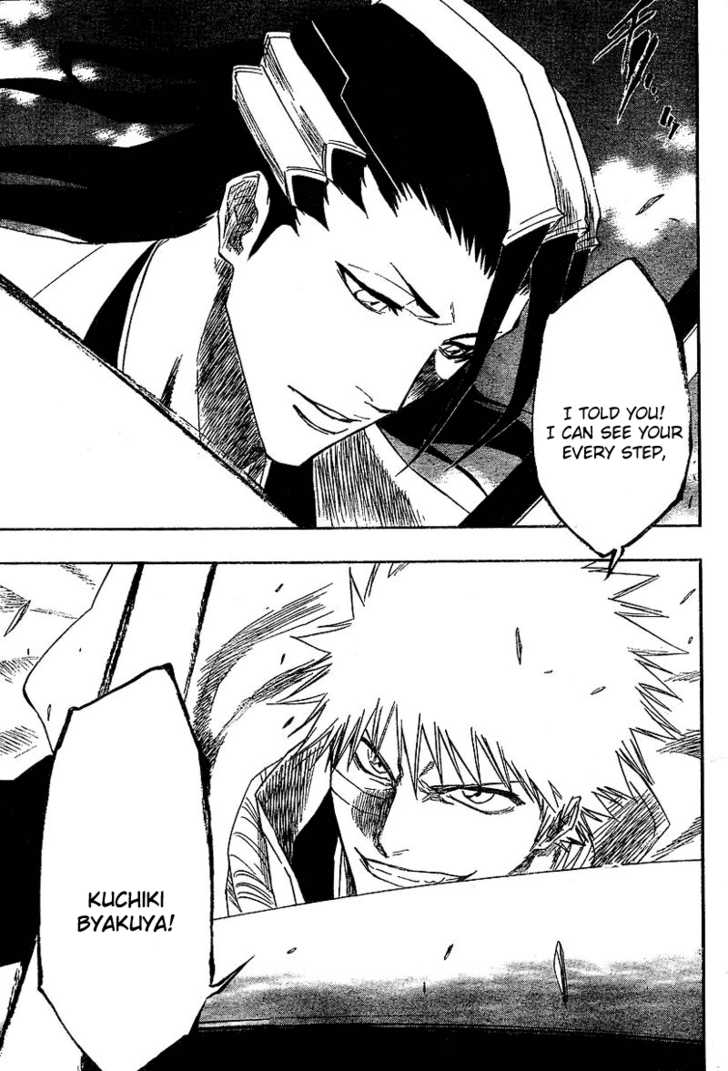 I TOLD YOU!
I CAN SEE YOUR
EVERY STEP,
KUCHIKI
BYAKUYA!